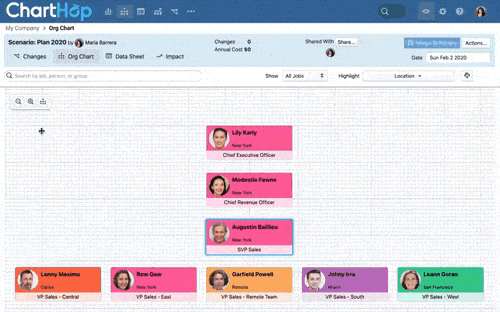 ChartHop
My Company > Org Chart
Scenario: Plan 2020 by Maria Barrera
Changes 0
Annual Cost $0
Shared With Share...
Merge To Primary
Actions...
Changes
Org Chart
Data Sheet
Impact
Date Sun Feb 2 2020
Search by job, person, or group
Show All Jobs
Highlight Location
Lily Karly
New York
Chief Executive Officer
Modestia Fawne
New York
Chief Revenue Officer
Augustin Baillieu
New York
SVP Sales
Lanny Maximo
Dallas
VP Sales - Central
Row Gaw
New York
VP Sales - East
Garfield Powell
Remote
VP Sales - Remote Team
Johny Irra
Miami
VP Sales - South
Leann Goran
San Francisco
VP Sales - West